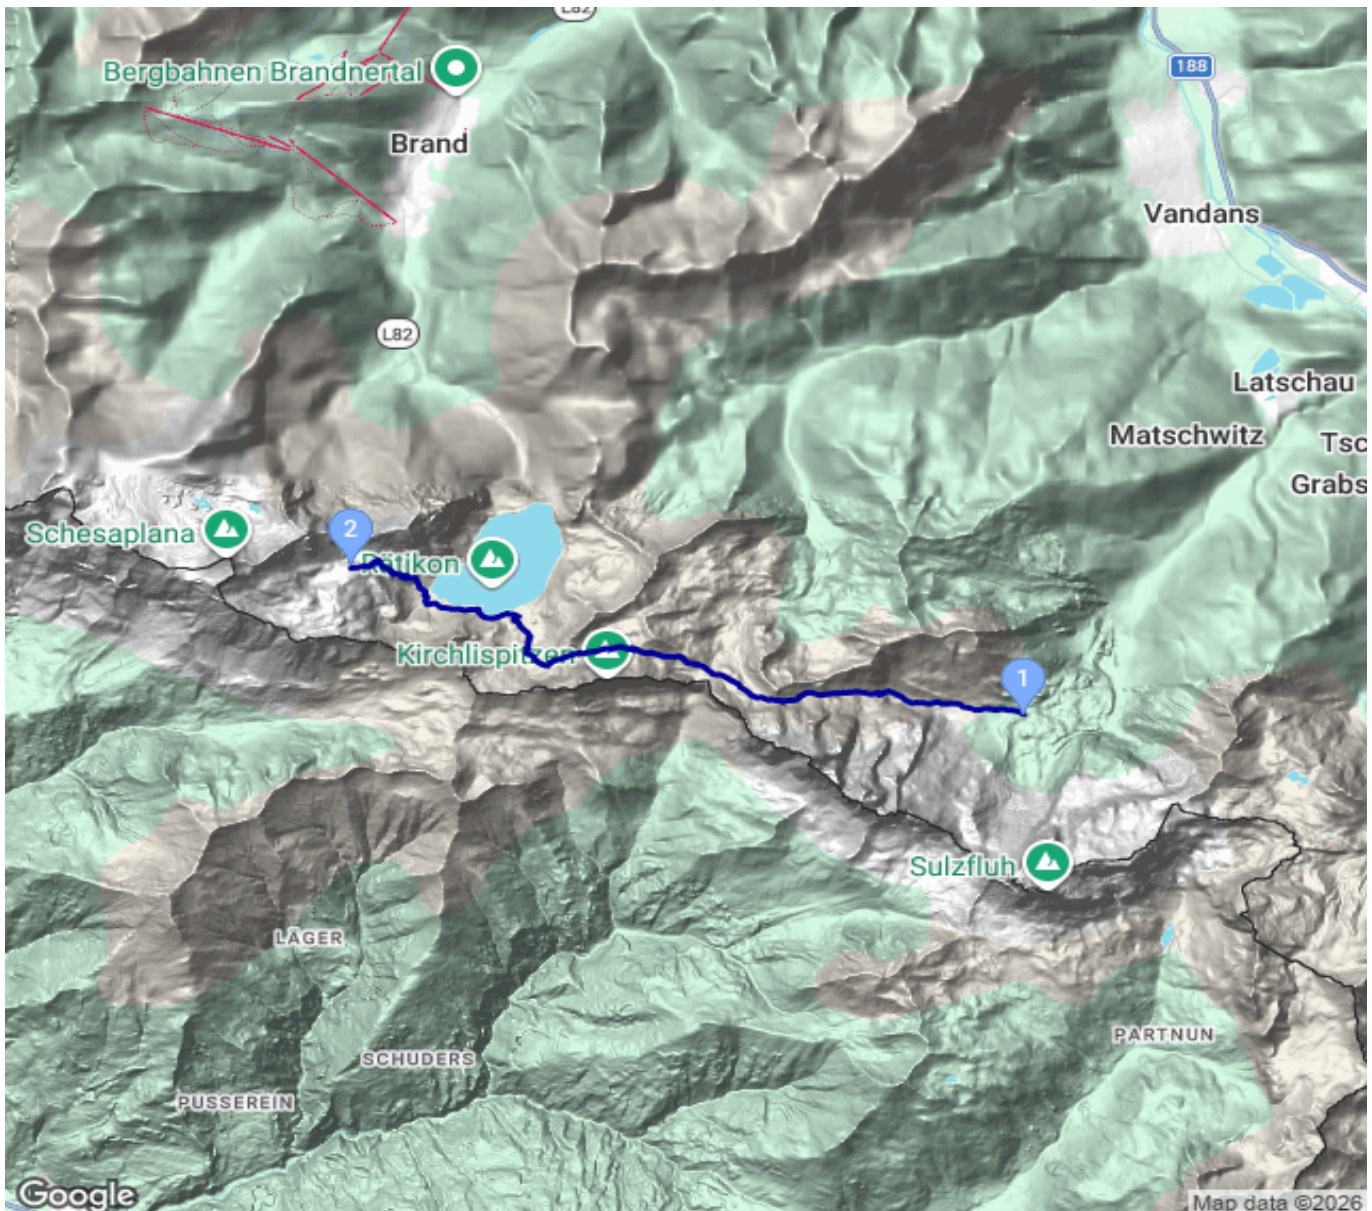 L82
Bergbahnen Brandnertal
188
Brand
Vandans
L82
Latschau
Matschwitz
Tsc
Grabs
2
Schesaplana
Rätikon
Kirchlispitzen
1
Sulzfluh
LÄGER
PARTNUN
SCHUDERS
PUSSEREIN
Google
Map data ©2026